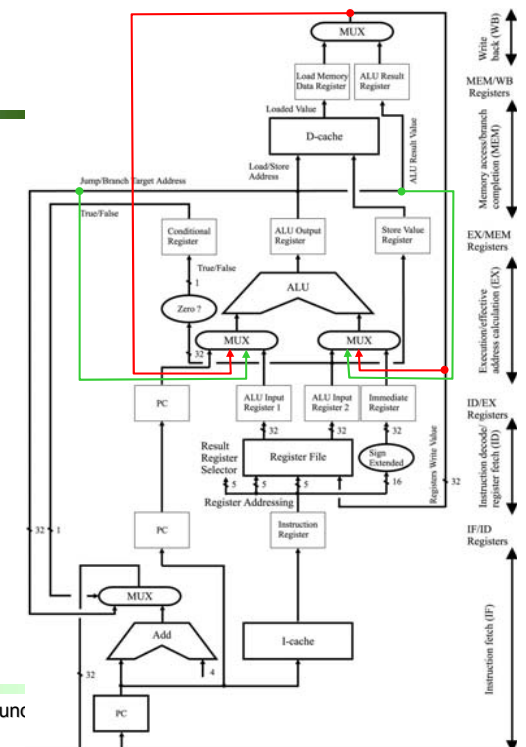 MUX
Write
back (WB)
Load Memory
Data Register
ALU Result
Register
MEM/WB
Registers
Loaded Value
D-cache
ALU Result Value
Memory access/branch
completion (MEM)
Load/Store
Address
Jump/Branch Target Address
True/False
Conditional
Register
ALU Output
Register
Store Value
Register
EX/MEM
Registers
True/False
1
ALU
Zero ?
MUX
MUX
Execution/effective
address calculation (EX)
32
PC
ALU Input
Register 1
ALU Input
Register 2
Immediate
Register
ID/EX
Registers
32
32
32
Result
Register
Selector
Register File
Sign
Extended
Registers Write Value
32
Instruction decode/
register fetch (ID)
5
5
5
16
Register Addressing
PC
Instruction
Register
IF/ID
Registers
32
1
MUX
Add
I-cache
Instruction fetch (IF)
32
4
PC